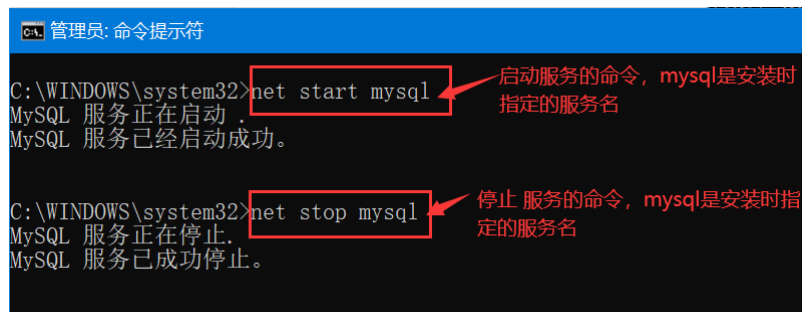 管理员: 命令提示符
C:\WINDOWS\system32>net start mysql
启动服务的命令，mysql是安装时
指定的服务名
MySQL 服务正在启动 .
MySQL 服务已经启动成功。
C:\WINDOWS\system32>net stop mysql
停止 服务的命令，mysql是安装时指
定的服务名
MySQL 服务正在停止.
MySQL 服务已成功停止。